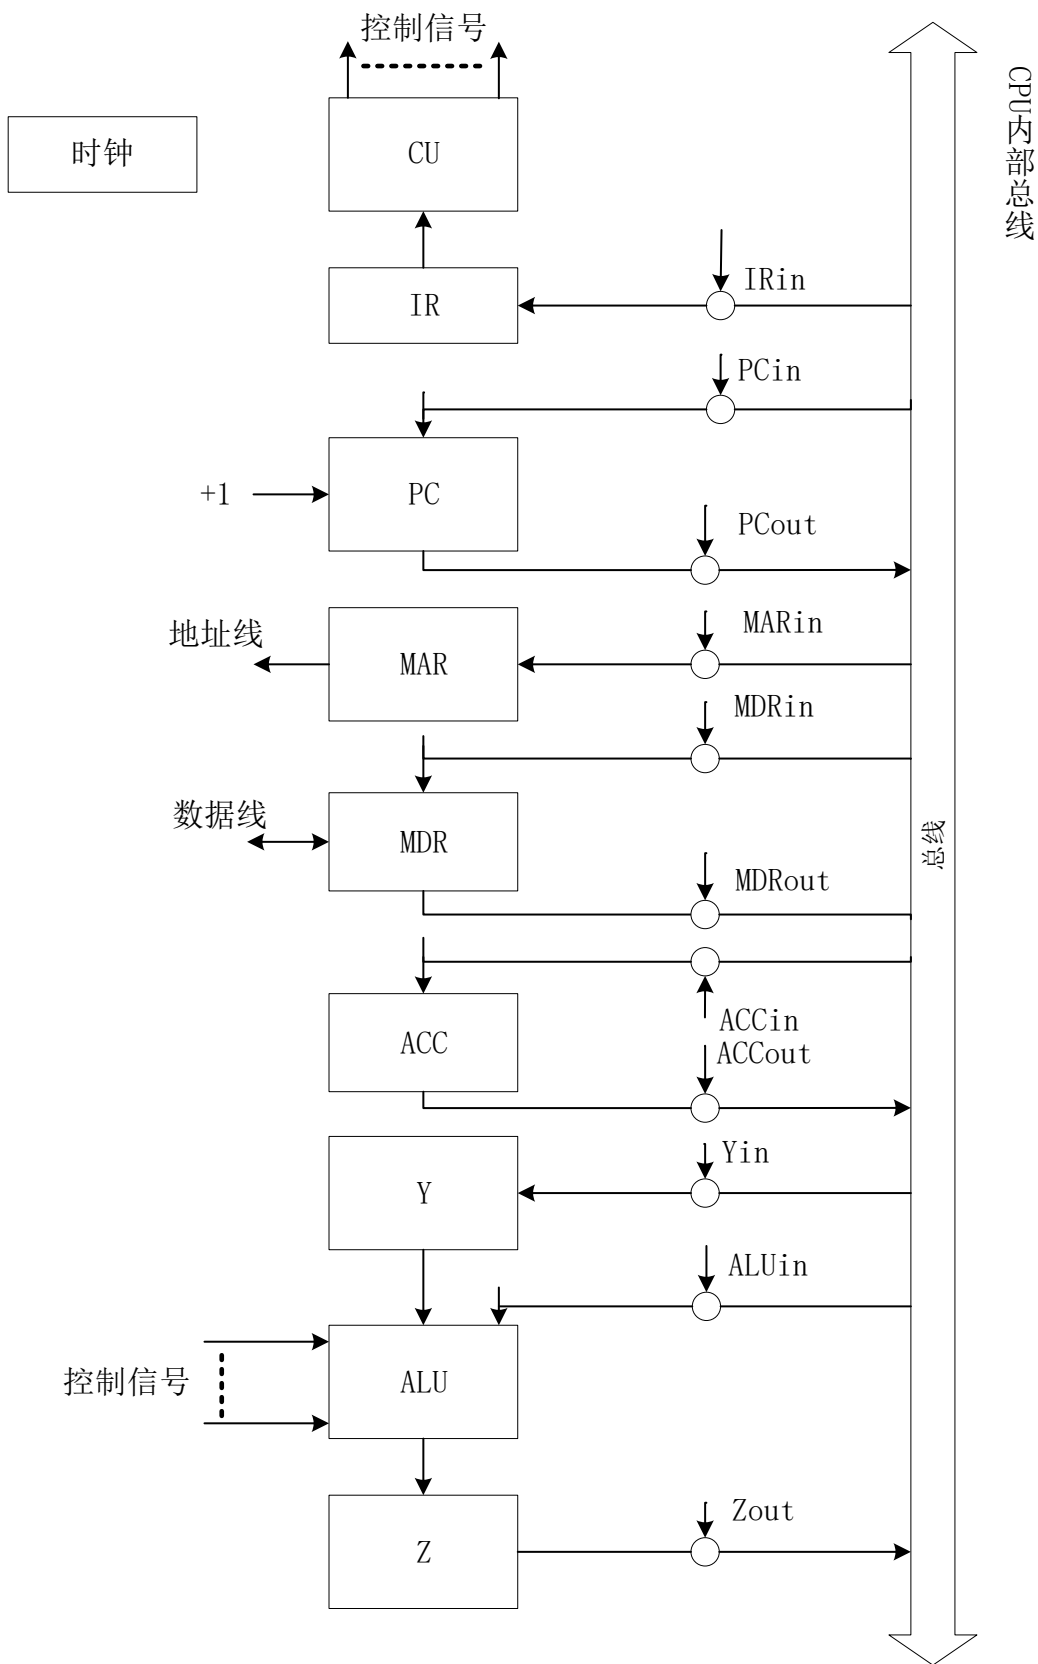 控制信号
CPU内部总线
时钟
CU
IRin
IR
PCin
+1
PC
PCout
地址线
MAR
MARin
MDRin
数据线
MDR
总线
MDRout
ACC
ACCin
ACCout
Y
Yin
ALUin
控制信号
ALU
Z
Zout